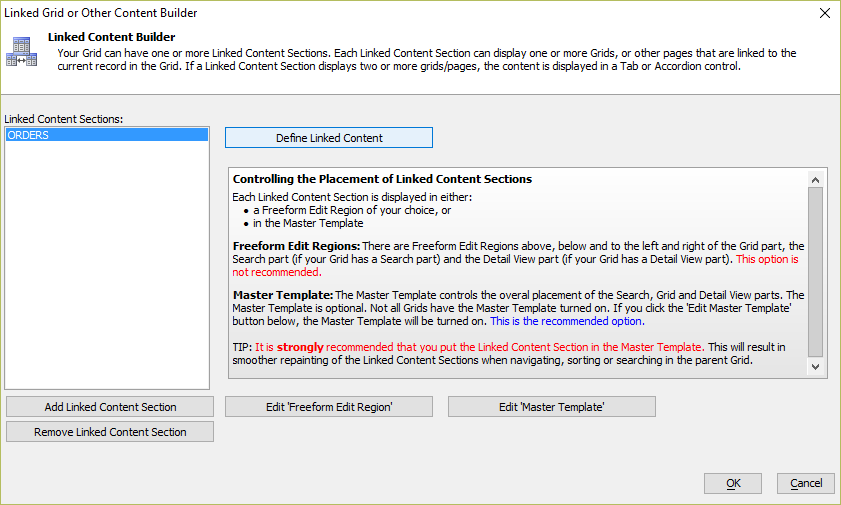 Linked Grid or Other Content Builder
Linked Content Builder
Your Grid can have one or more Linked Content Sections. Each Linked Content Section can display one or more Grids, or other pages that are linked to the
current record in the Grid. If a Linked Content Section displays two or more grids/pages, the content is displayed in a Tab or Accordion control.
Linked Content Sections:
ORDERS
Define Linked Content
Controlling the Placement of Linked Content Sections
Each Linked Content Section is displayed in either:
• a Freeform Edit Region of your choice, or
• in the Master Template
Freeform Edit Regions: There are Freeform Edit Regions above, below and to the left and right of the Grid part, the
Search part (if your Grid has a Search part) and the Detail View part (if your Grid has a Detail View part). This option is
not recommended.
Master Template: The Master Template controls the overal placement of the Search, Grid and Detail View parts. The
Master Template is optional. Not all Grids have the Master Template turned on. If you click the 'Edit Master Template'
button below, the Master Template will be turned on. This is the recommended option.
TIP: It is strongly recommended that you put the Linked Content Section in the Master Template. This will result in
smoother repainting of the Linked Content Sections when navigating, sorting or searching in the parent Grid.
Add Linked Content Section
Edit 'Freeform Edit Region'
Edit 'Master Template'
Remove Linked Content Section
OK
Cancel